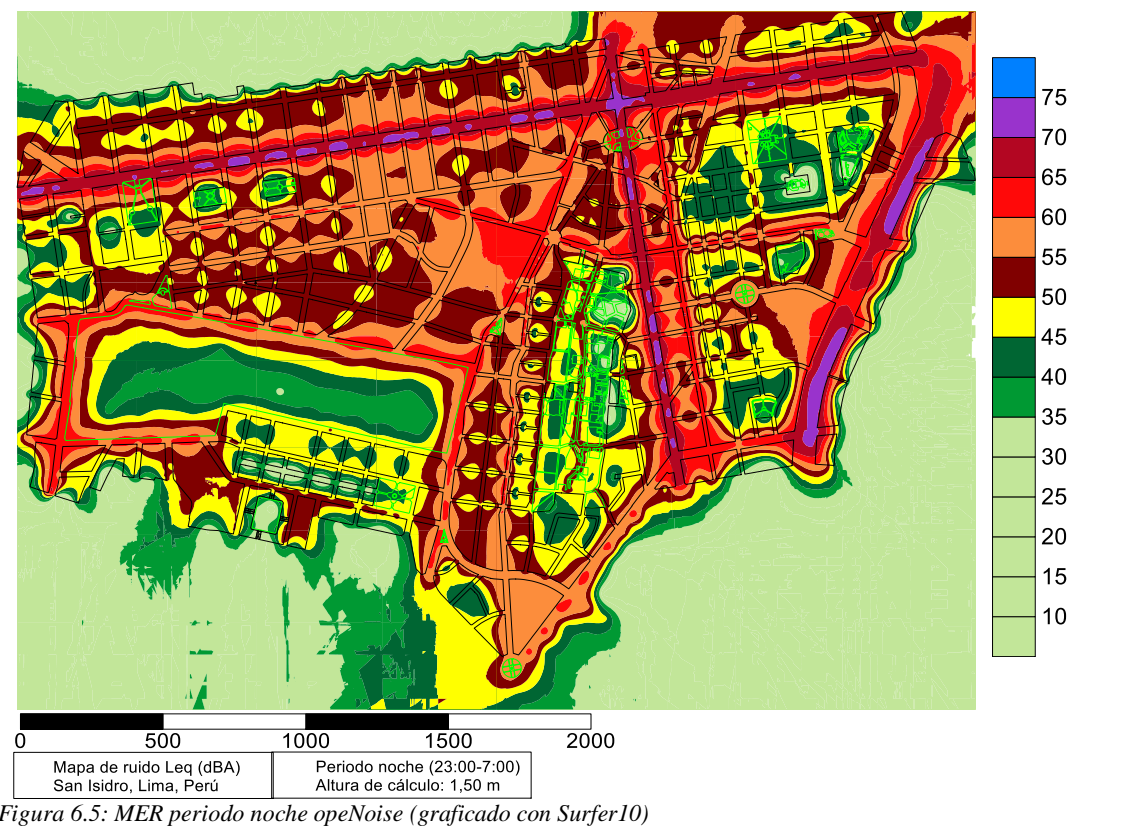 75
70
65
60
55
50
45
40
35
30
25
20
15
10
0 500 1000 1500 2000
Mapa de ruido Leq (dBA)
San Isidro, Lima, Perú
Periodo noche (23:00-7:00)
Altura de cálculo: 1,50 m
Figura 6.5: MER periodo noche opeNoise (graficado con Surfer10)